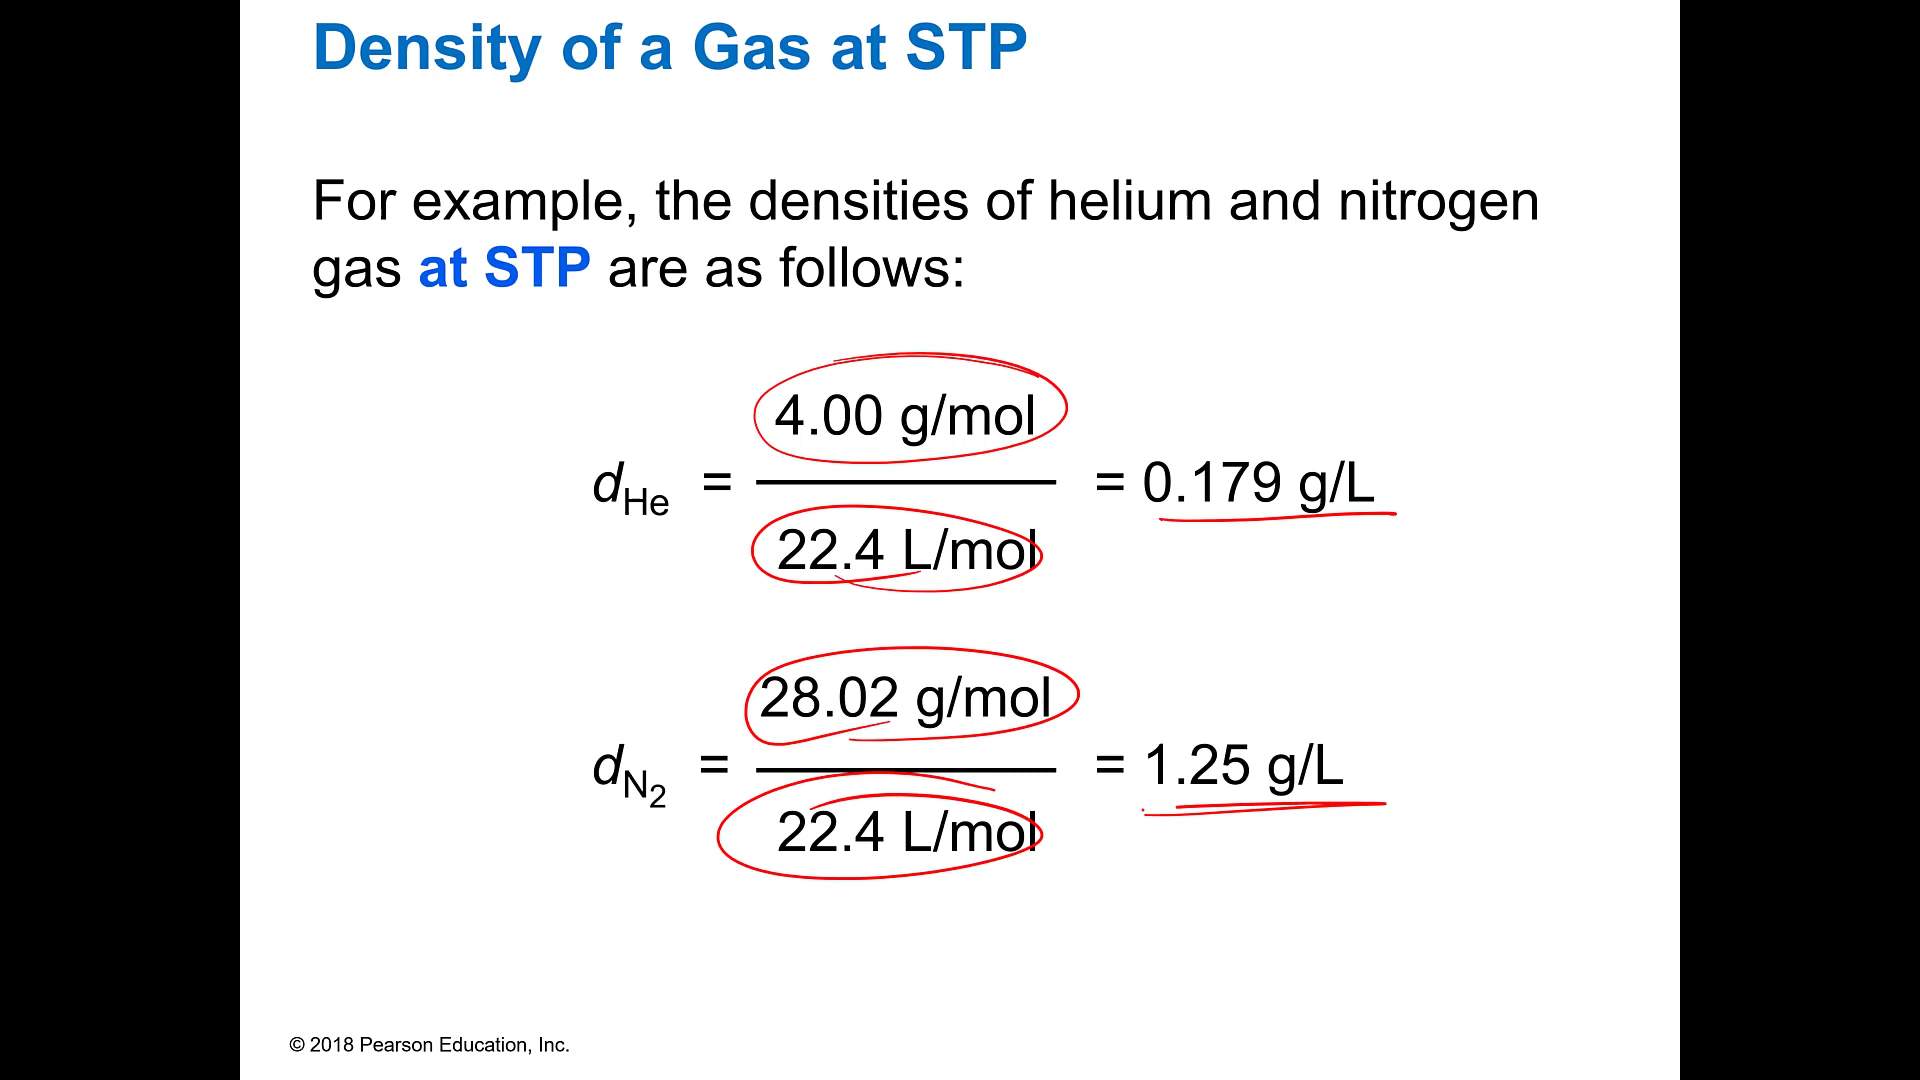 Density of a Gas at STP
For example, the densities of helium and nitrogen
gas at STP are as follows:
4.00 g/mol
dHe = = 0.179 g/L
22.4 L/mol
28.02 g/mol
dN2 = = 1.25 g/L
22.4 L/mol
© 2018 Pearson Education, Inc.